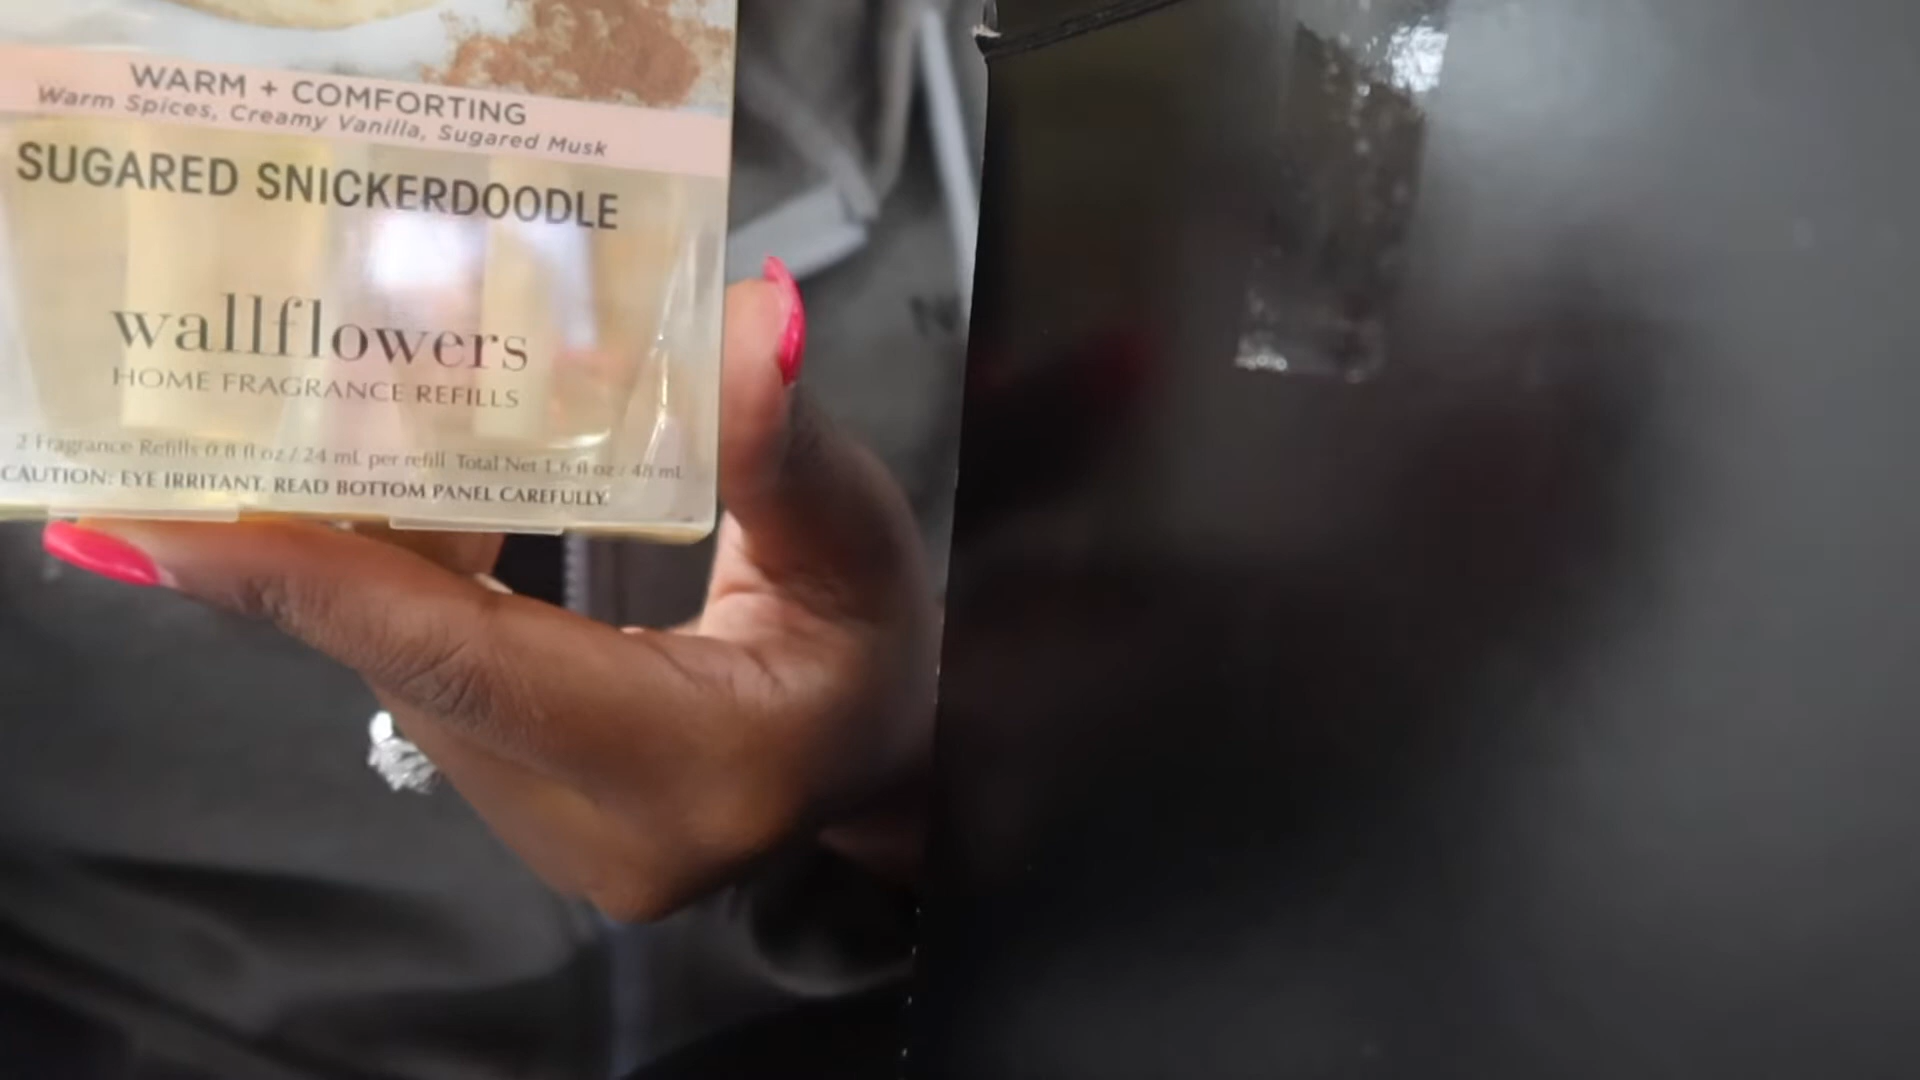 WARM + COMFORTING
Warm Spices, Creamy Vanilla, Sugared Musk
SUGARED SNICKERDOODLE
wallflowers
HOME FRAGRANCE REFILLS
2 Fragrance Refills 0.8 fl oz / 24 mL per refill Total Net 1.6 fl oz / 48 mL
CAUTION: EYE IRRITANT. READ BOTTOM PANEL CAREFULLY.